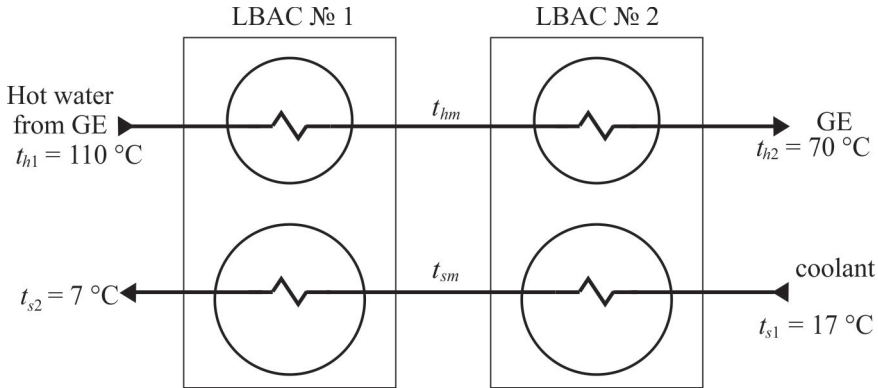 LBAC № 1
LBAC № 2
Hot water
from GE
t_h1 = 110 °C
t_hm
GE
t_h2 = 70 °C
t_s2 = 7 °C
t_sm
coolant
t_s1 = 17 °C